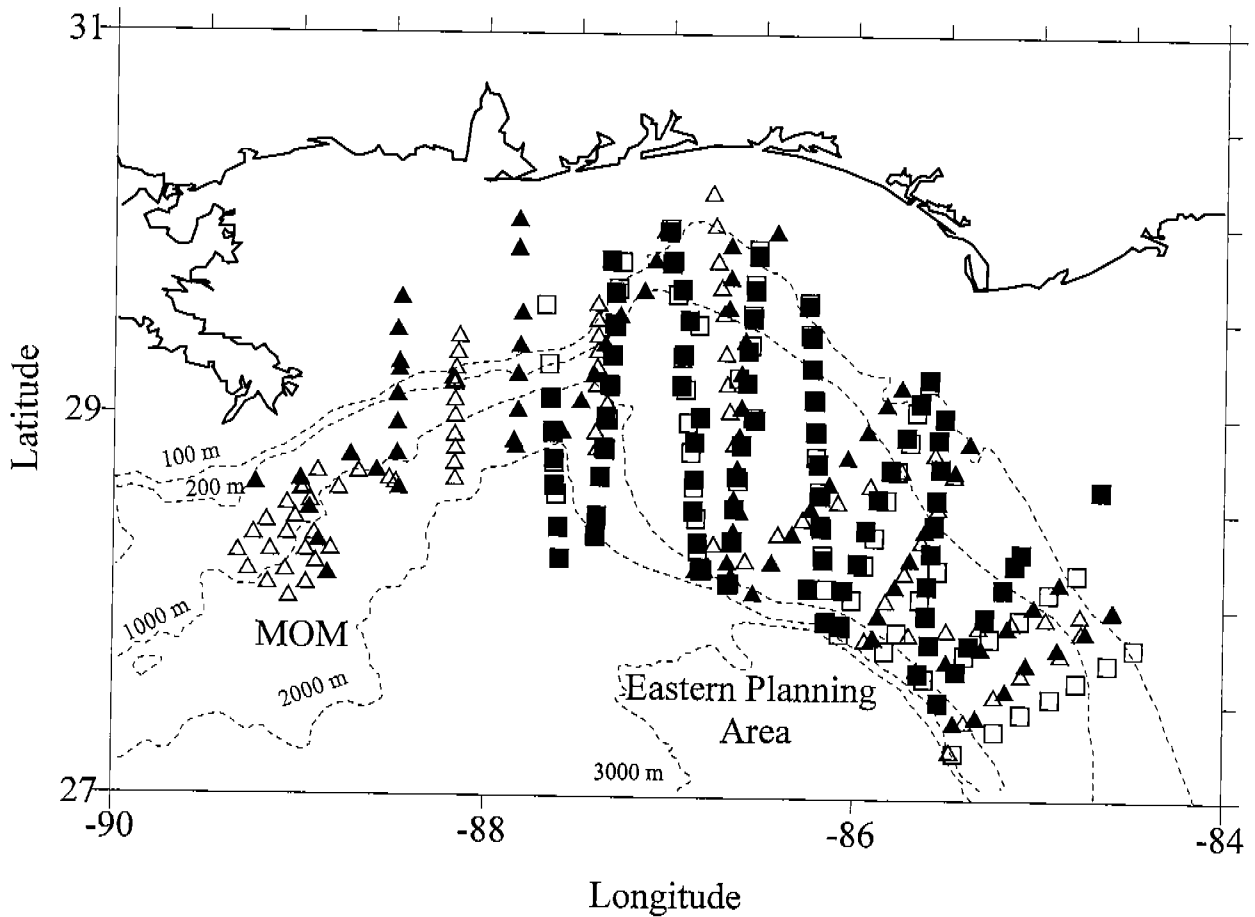 31
Latitude
29
100 m
200 m
1000 m
MOM
2000 m
Eastern Planning
Area
3000 m
27
-90
-88
-86
-84
Longitude